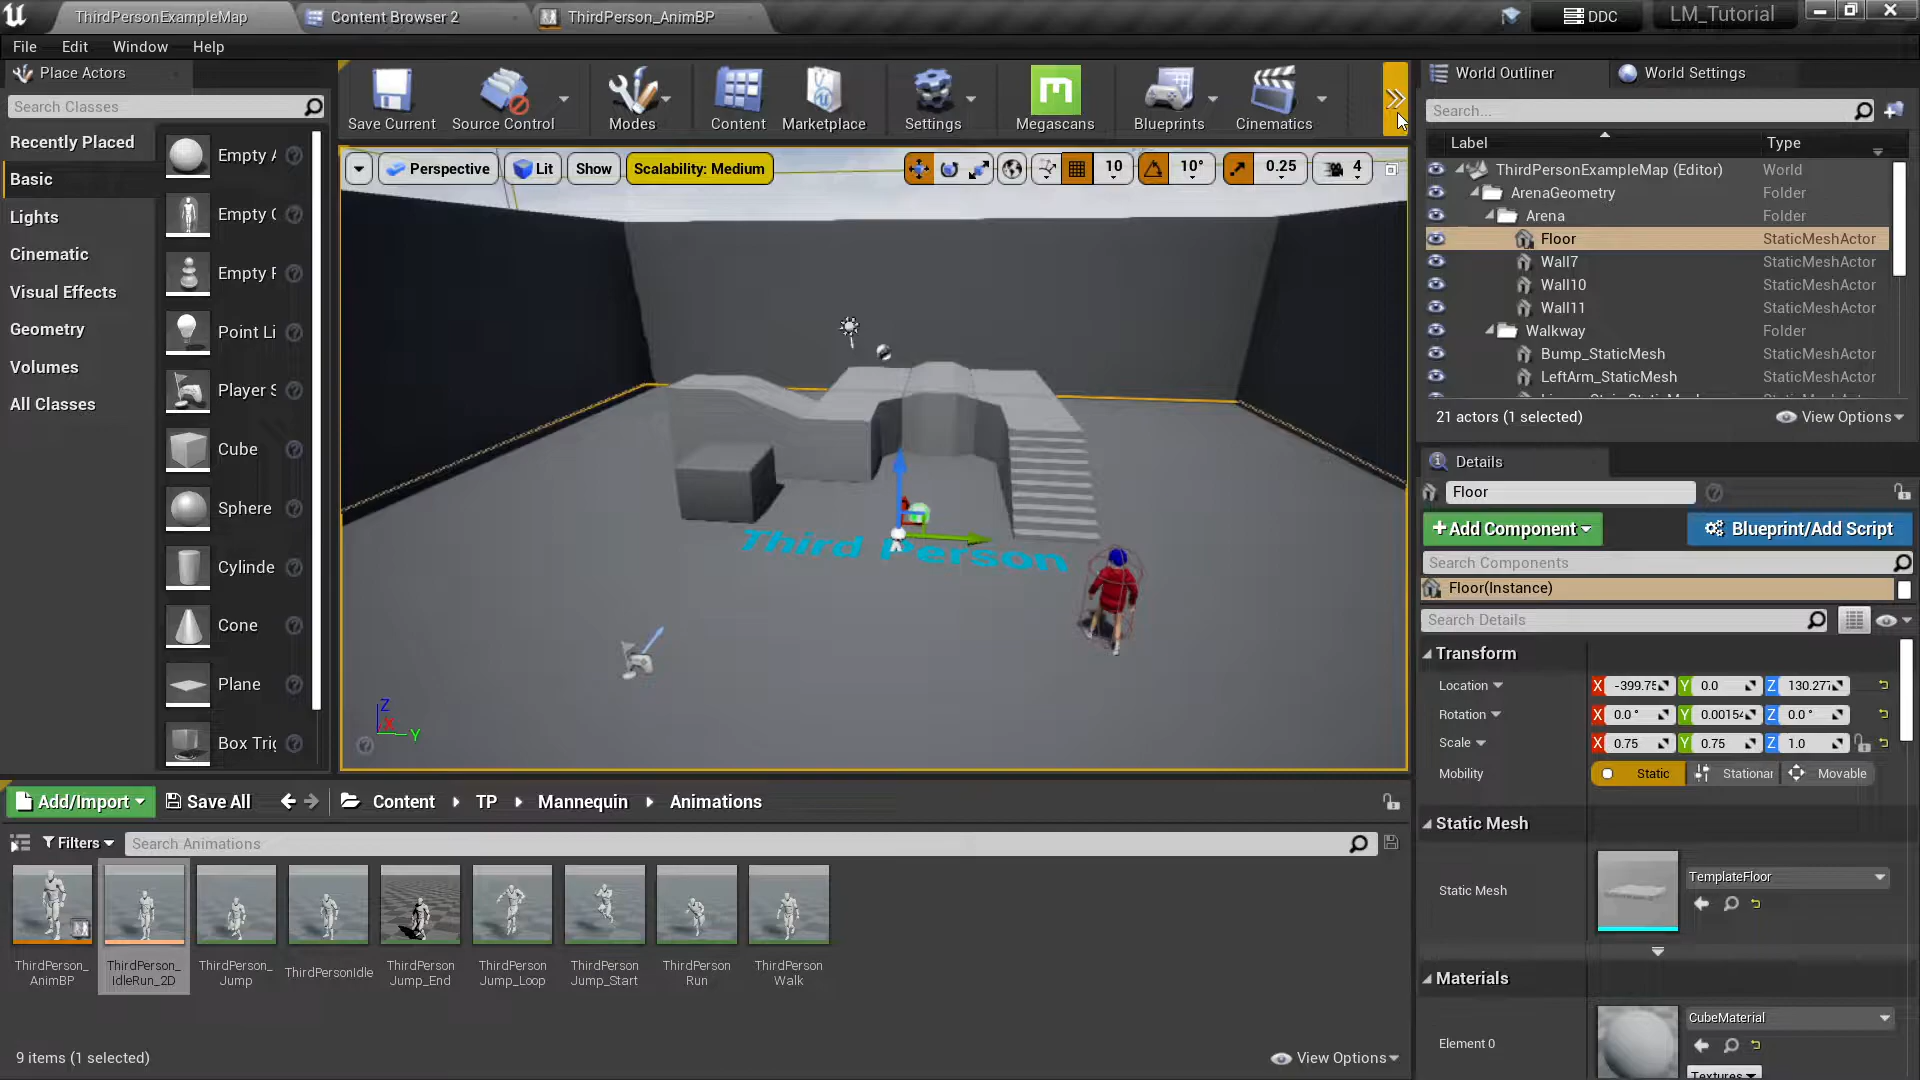 ThirdPersonExampleMap
Content Browser 2
ThirdPerson_AnimBP
DDC
LM_Tutorial
File Edit Window Help
Place Actors
Search Classes
Recently Placed
Basic
Lights
Cinematic
Visual Effects
Geometry
Volumes
All Classes
Empty A
Empty C
Empty P
Point Li
Player S
Cube
Sphere
Cylinde
Cone
Plane
Box Trig
Save Current
Source Control
Modes
Content
Marketplace
Settings
Megascans
Blueprints
Cinematics
Perspective
Lit
Show
Scalability: Medium
10
10°
0.25
4
Third Person
Z
X
Y
World Outliner
World Settings
Search...
Label Type
ThirdPersonExampleMap (Editor) World
ArenaGeometry Folder
Arena Folder
Floor StaticMeshActor
Wall7 StaticMeshActor
Wall10 StaticMeshActor
Wall11 StaticMeshActor
Walkway Folder
Bump_StaticMesh StaticMeshActor
LeftArm_StaticMesh StaticMeshActor
21 actors (1 selected)
View Options
Details
Floor
+Add Component
Blueprint/Add Script
Search Components
Floor(Instance)
Search Details
Transform
Location X -399.75 Y 0.0 Z 130.277
Rotation X 0.0 ° Y 0.00154 Z 0.0 °
Scale X 0.75 Y 0.75 Z 1.0
Mobility Static Stationar Movable
Static Mesh
Static Mesh
TemplateFloor
Materials
Element 0
CubeMaterial
Textures
Add/Import
Save All
Content TP Mannequin Animations
Filters
Search Animations
ThirdPerson_
AnimBP
ThirdPerson_
IdleRun_2D
ThirdPerson_
Jump
ThirdPersonIdle
ThirdPerson
Jump_End
ThirdPerson
Jump_Loop
ThirdPerson
Jump_Start
ThirdPerson
Run
ThirdPerson
Walk
9 items (1 selected)
View Options